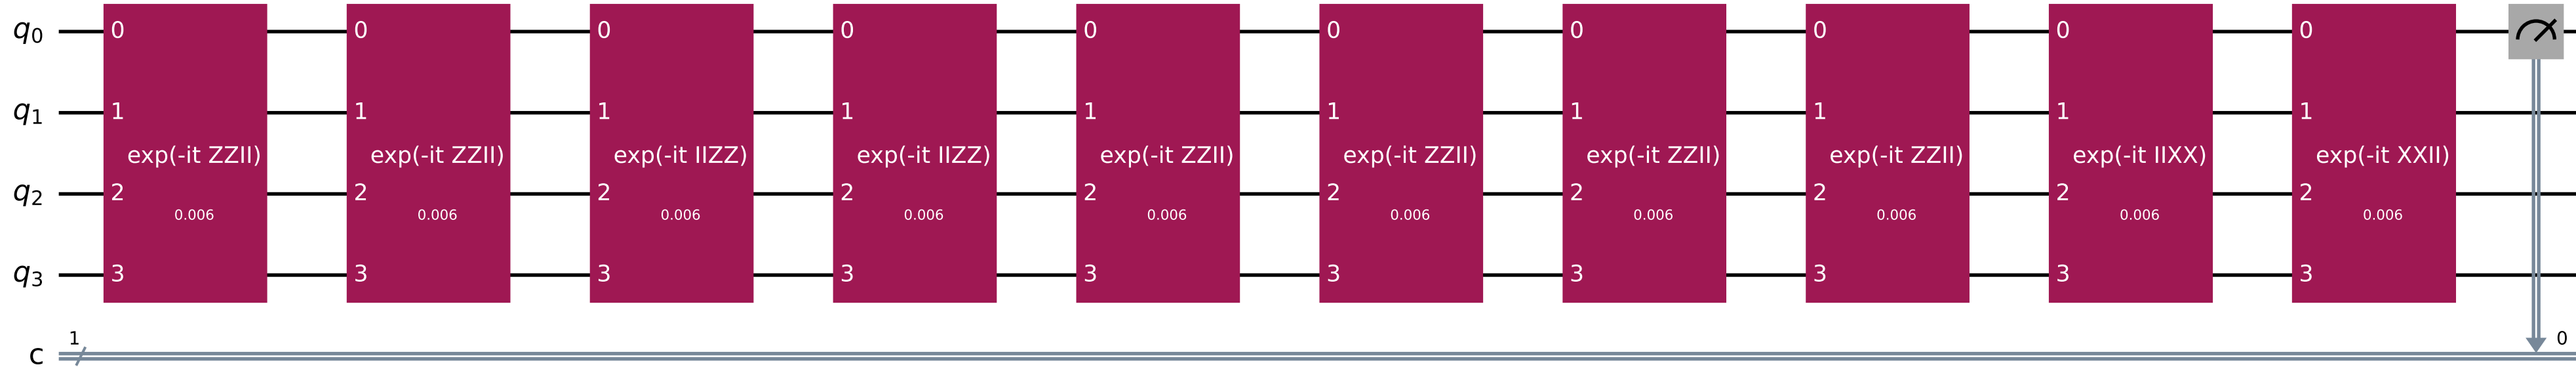 q0 0 0 0 0 0 0 0 0 0 0
q1 1 1 1 1 1 1 1 1 1 1
exp(-it ZZII) exp(-it ZZII) exp(-it IIZZ) exp(-it IIZZ) exp(-it ZZII) exp(-it ZZII) exp(-it ZZII) exp(-it ZZII) exp(-it IIXX) exp(-it XXII)
q2 2 2 2 2 2 2 2 2 2 2
0.006 0.006 0.006 0.006 0.006 0.006 0.006 0.006 0.006 0.006
q3 3 3 3 3 3 3 3 3 3 3
1 0
c